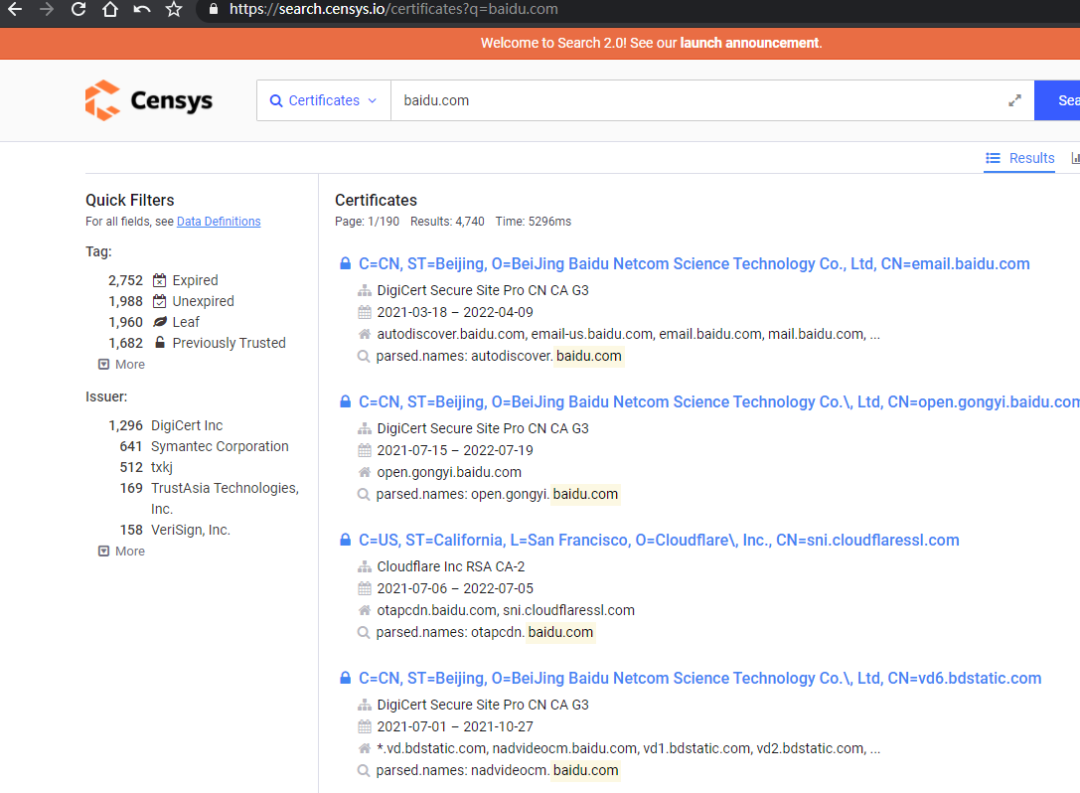 https://search.censys.io/certificates?q=baidu.com
Welcome to Search 2.0! See our launch announcement.
Censys
Certificates
baidu.com
Results
Quick Filters
For all fields, see Data Definitions
Tag:
2,752 Expired
1,988 Unexpired
1,960 Leaf
1,682 Previously Trusted
More
Issuer:
1,296 DigiCert Inc
641 Symantec Corporation
512 txkj
169 TrustAsia Technologies,
Inc.
158 VeriSign, Inc.
More
Certificates
Page: 1/190 Results: 4,740 Time: 5296ms
C=CN, ST=Beijing, O=BeiJing Baidu Netcom Science Technology Co., Ltd, CN=email.baidu.com
DigiCert Secure Site Pro CN CA G3
2021-03-18 – 2022-04-09
autodiscover.baidu.com, email-us.baidu.com, email.baidu.com, mail.baidu.com, ...
parsed.names: autodiscover. baidu.com
C=CN, ST=Beijing, O=BeiJing Baidu Netcom Science Technology Co.\, Ltd, CN=open.gongyi.baidu.com
DigiCert Secure Site Pro CN CA G3
2021-07-15 – 2022-07-19
open.gongyi.baidu.com
parsed.names: open.gongyi. baidu.com
C=US, ST=California, L=San Francisco, O=Cloudflare\, Inc., CN=sni.cloudflaressl.com
Cloudflare Inc RSA CA-2
2021-07-06 – 2022-07-05
otapcdn.baidu.com, sni.cloudflaressl.com
parsed.names: otapcdn. baidu.com
C=CN, ST=Beijing, O=BeiJing Baidu Netcom Science Technology Co.\, Ltd, CN=vd6.bdstatic.com
DigiCert Secure Site Pro CN CA G3
2021-07-01 – 2021-10-27
*.vd.bdstatic.com, nadvideocm.baidu.com, vd1.bdstatic.com, vd2.bdstatic.com, ...
parsed.names: nadvideocm. baidu.com